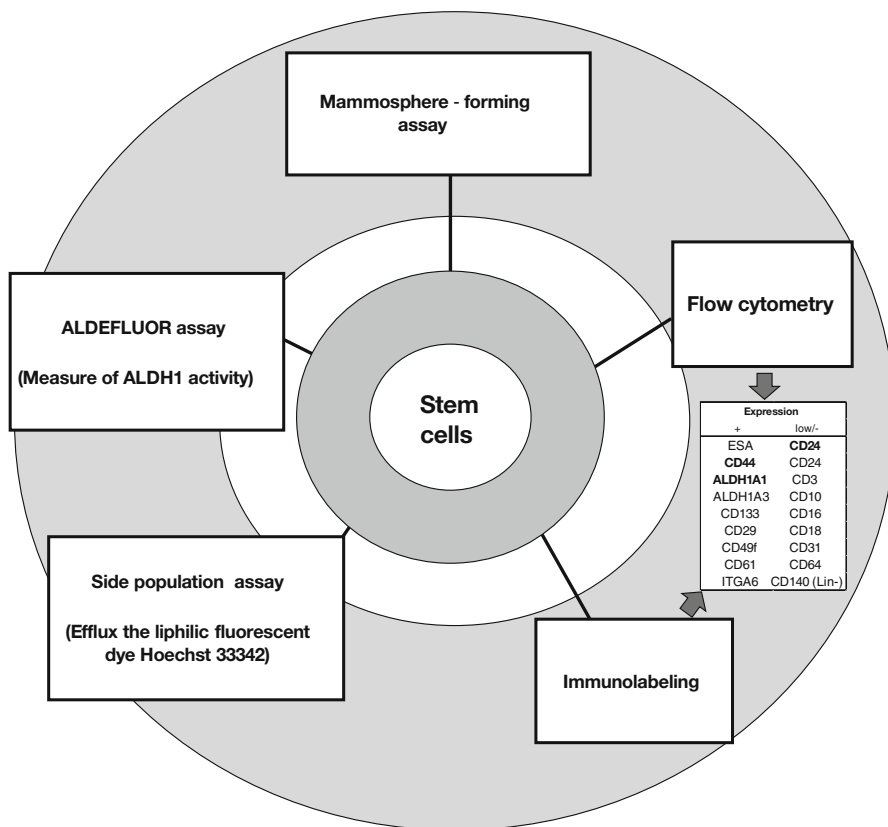 Mammosphere - forming
assay
ALDEFLUOR assay
(Measure of ALDH1 activity)
Flow cytometry
Stem
cells
Expression
+ low/-
ESA CD24
CD44 CD24
ALDH1A1 CD3
ALDH1A3 CD10
CD133 CD16
CD29 CD18
CD49f CD31
CD61 CD64
ITGA6 CD140 (Lin-)
Side population assay
(Efflux the liphilic fluorescent
dye Hoechst 33342)
Immunolabeling